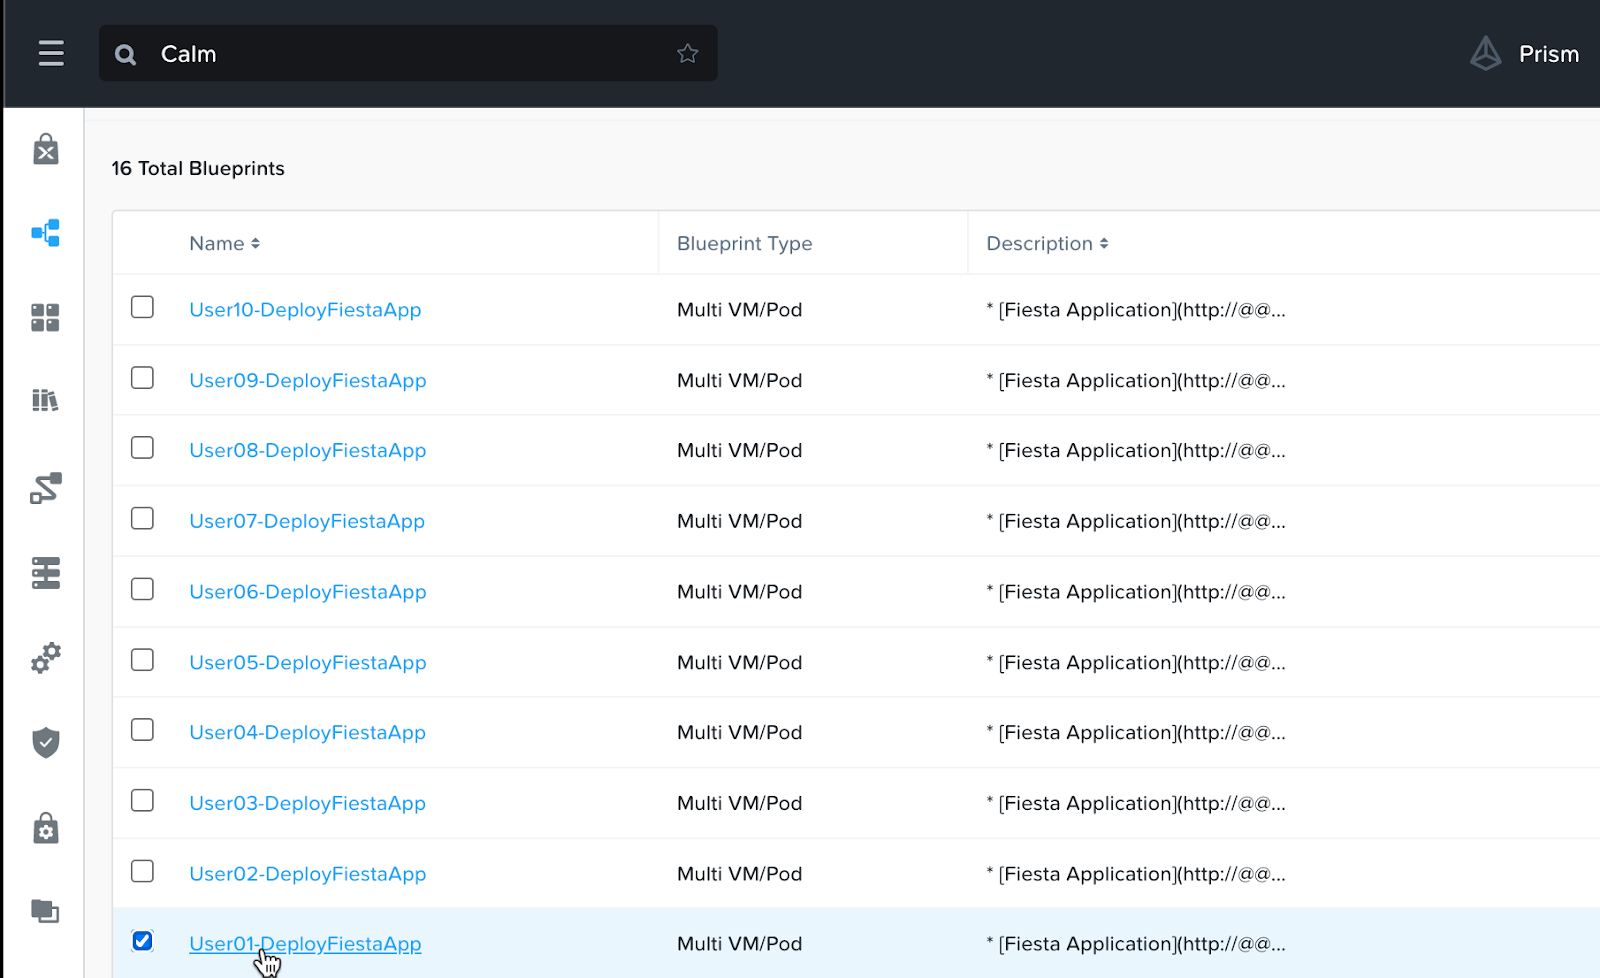 Calm
Prism
16 Total Blueprints
Name Blueprint Type Description
User10-DeployFiestaApp Multi VM/Pod * [Fiesta Application](http://@@...
User09-DeployFiestaApp Multi VM/Pod * [Fiesta Application](http://@@...
User08-DeployFiestaApp Multi VM/Pod * [Fiesta Application](http://@@...
User07-DeployFiestaApp Multi VM/Pod * [Fiesta Application](http://@@...
User06-DeployFiestaApp Multi VM/Pod * [Fiesta Application](http://@@...
User05-DeployFiestaApp Multi VM/Pod * [Fiesta Application](http://@@...
User04-DeployFiestaApp Multi VM/Pod * [Fiesta Application](http://@@...
User03-DeployFiestaApp Multi VM/Pod * [Fiesta Application](http://@@...
User02-DeployFiestaApp Multi VM/Pod * [Fiesta Application](http://@@...
User01-DeployFiestaApp Multi VM/Pod * [Fiesta Application](http://@@...